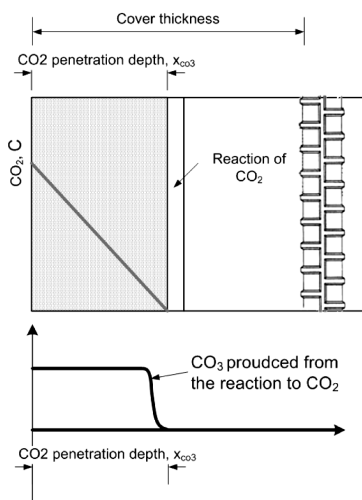 Cover thickness
CO2 penetration depth, xco3
CO2, C
Reaction of
CO2
CO3 proudced from
the reaction to CO2
CO2 penetration depth, xco3